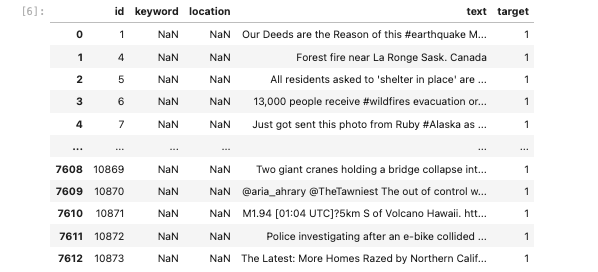 [6]:
id keyword location text target
0 1 NaN NaN Our Deeds are the Reason of this #earthquake M... 1
1 4 NaN NaN Forest fire near La Ronge Sask. Canada 1
2 5 NaN NaN All residents asked to 'shelter in place' are ... 1
3 6 NaN NaN 13,000 people receive #wildfires evacuation or... 1
4 7 NaN NaN Just got sent this photo from Ruby #Alaska as ... 1
... ... ... ... ... ...
7608 10869 NaN NaN Two giant cranes holding a bridge collapse int... 1
7609 10870 NaN NaN @aria_ahrary @TheTawniest The out of control w... 1
7610 10871 NaN NaN M1.94 [01:04 UTC]?5km S of Volcano Hawaii. htt... 1
7611 10872 NaN NaN Police investigating after an e-bike collided ... 1
7612 10873 NaN NaN The Latest: More Homes Razed by Northern Calif... 1